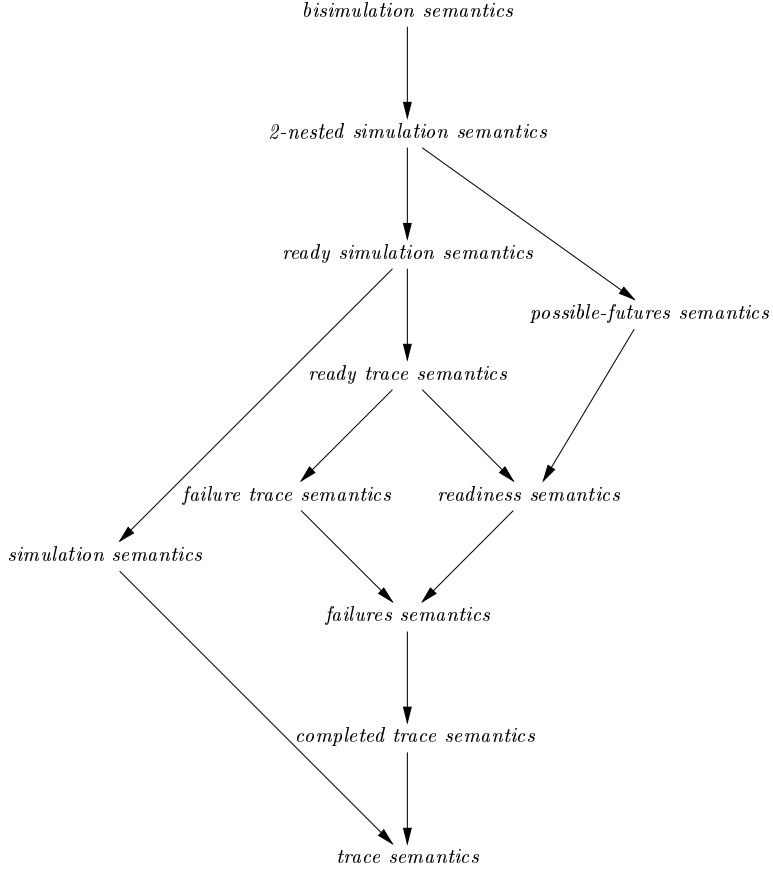 bisimulation semantics
2-nested simulation semantics
ready simulation semantics
possible-futures semantics
ready trace semantics
failure trace semantics
readiness semantics
simulation semantics
failures semantics
completed trace semantics
trace semantics